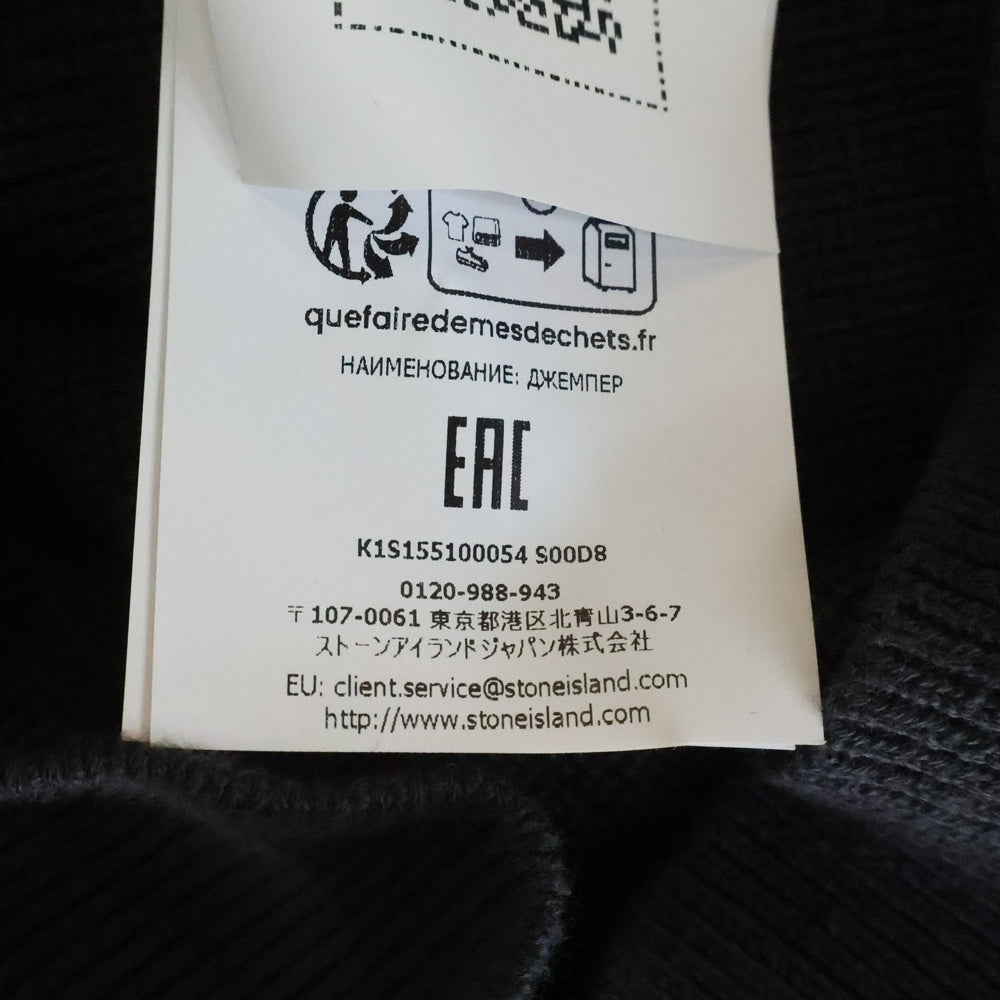 quefairedemesdechets.fr
НАИМЕНОВАНИЕ: ДЖЕМПЕР
EAC
K1S155100054 S00D8
0120-988-943
〒107-0061 東京都港区北青山3-6-7
ストーンアイランドジャパン株式会社
EU: client.service@stoneisland.com
http://www.stoneisland.com